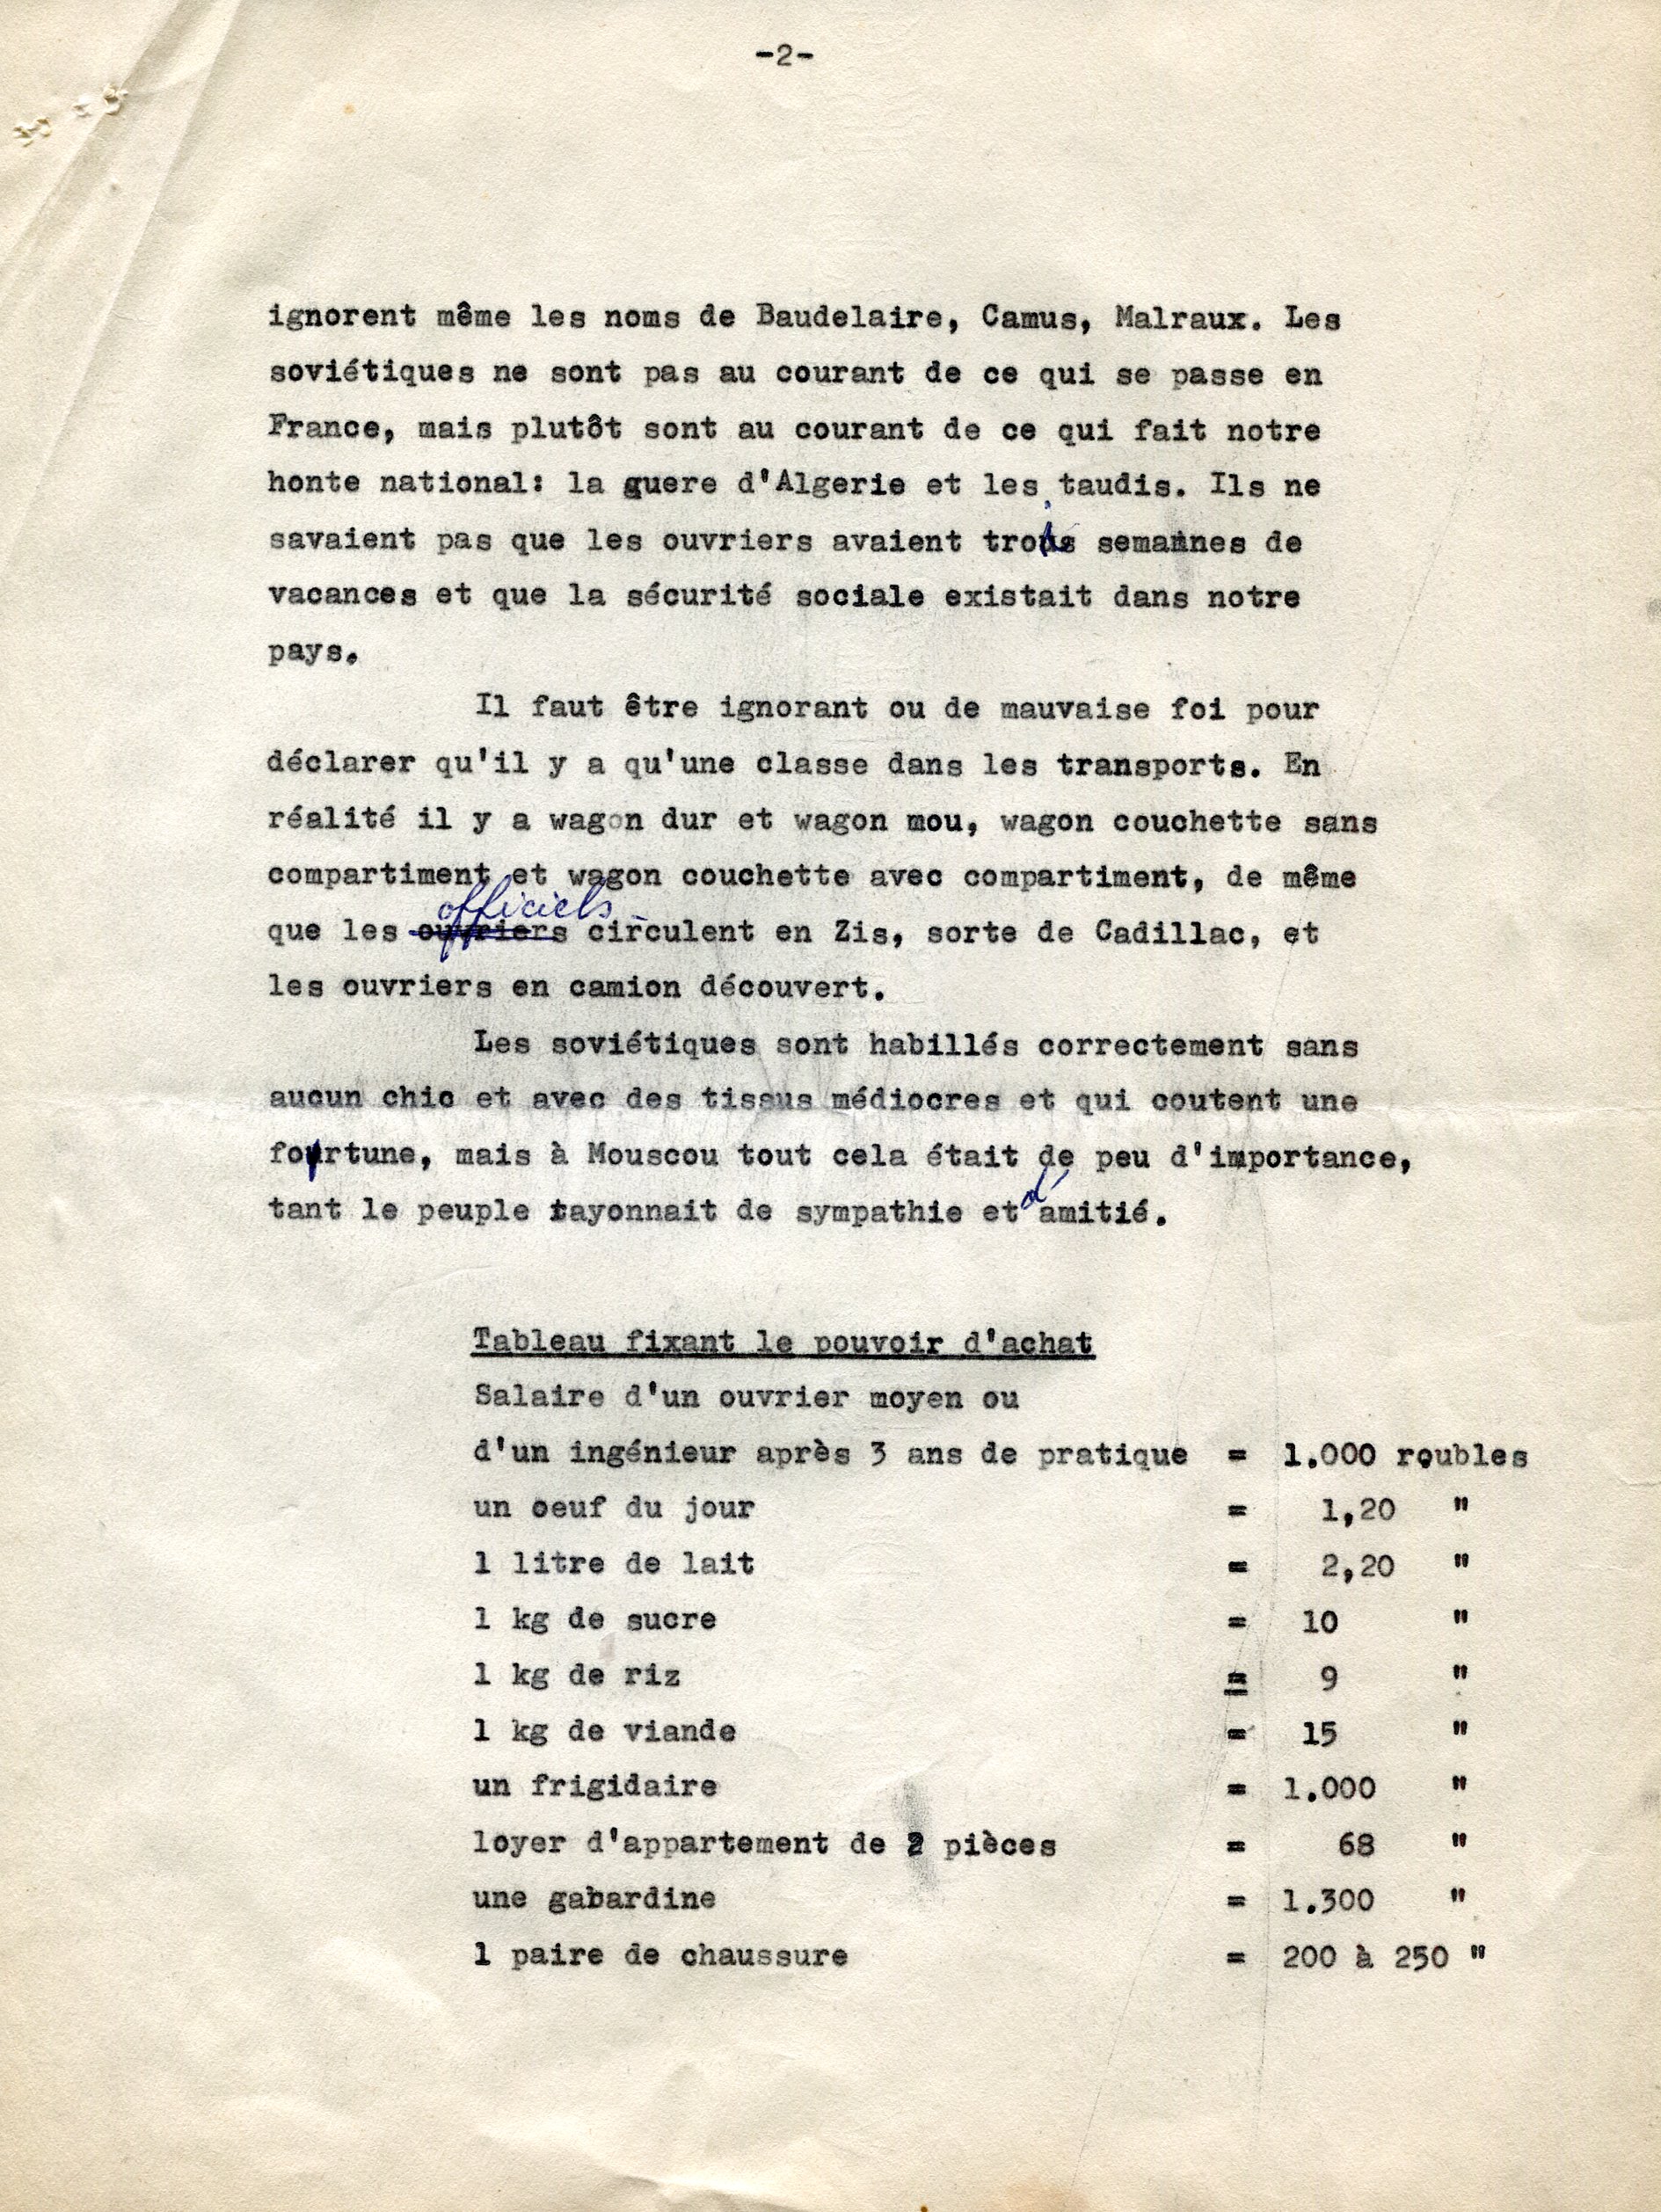 -2-
ignorent même les noms de Baudelaire, Camus, Malraux. Les
soviétiques ne sont pas au courant de ce qui se passe en
France, mais plutôt sont au courant de ce qui fait notre
honte national: la guere d'Algerie et les taudis. Ils ne
savaient pas que les ouvriers avaient trois semaines de
vacances et que la sécurité sociale existait dans notre
pays.
Il faut être ignorant ou de mauvaise foi pour
déclarer qu'il y a qu'une classe dans les transports. En
réalité il y a wagon dur et wagon mou, wagon couchette sans
compartiment et wagon couchette avec compartiment, de même
officiels
que les ouvriers circulent en Zis, sorte de Cadillac, et
les ouvriers en camion découvert.
Les soviétiques sont habillés correctement sans
aucun chic et avec des tissus médiocres et qui coutent une
fortune, mais à Mouscou tout cela était de peu d'importance,
tant le peuple rayonnait de sympathie et d'amitié.
Tableau fixant le pouvoir d'achat
Salaire d'un ouvrier moyen ou
d'un ingénieur après 3 ans de pratique = 1.000 roubles
un oeuf du jour = 1,20 "
1 litre de lait = 2,20 "
1 kg de sucre = 10 "
1 kg de riz = 9 "
1 kg de viande = 15 "
un frigidaire = 1.000 "
loyer d'appartement de 2 pièces = 68 "
une gabardine = 1.300 "
1 paire de chaussure = 200 à 250 "